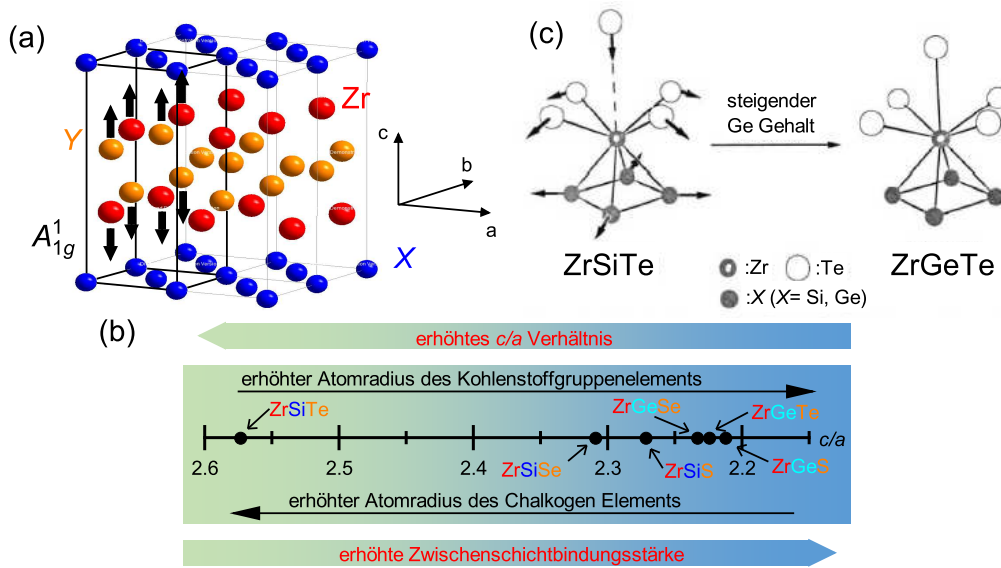 (a)
Zr
Y
A¹₁g
X
c
b
a
(c)
steigender
Ge Gehalt
ZrSiTe
ZrGeTe
:Zr :Te
:X (X= Si, Ge)
(b)
erhöhtes c/a Verhältnis
erhöhter Atomradius des Kohlenstoffgruppenelements
ZrSiTe
ZrGeSe
ZrGeTe
c/a
ZrSiSe
ZrSiS
ZrGeS
2.6 2.5 2.4 2.3 2.2
erhöhter Atomradius des Chalkogen Elements
erhöhte Zwischenschichtbindungsstärke